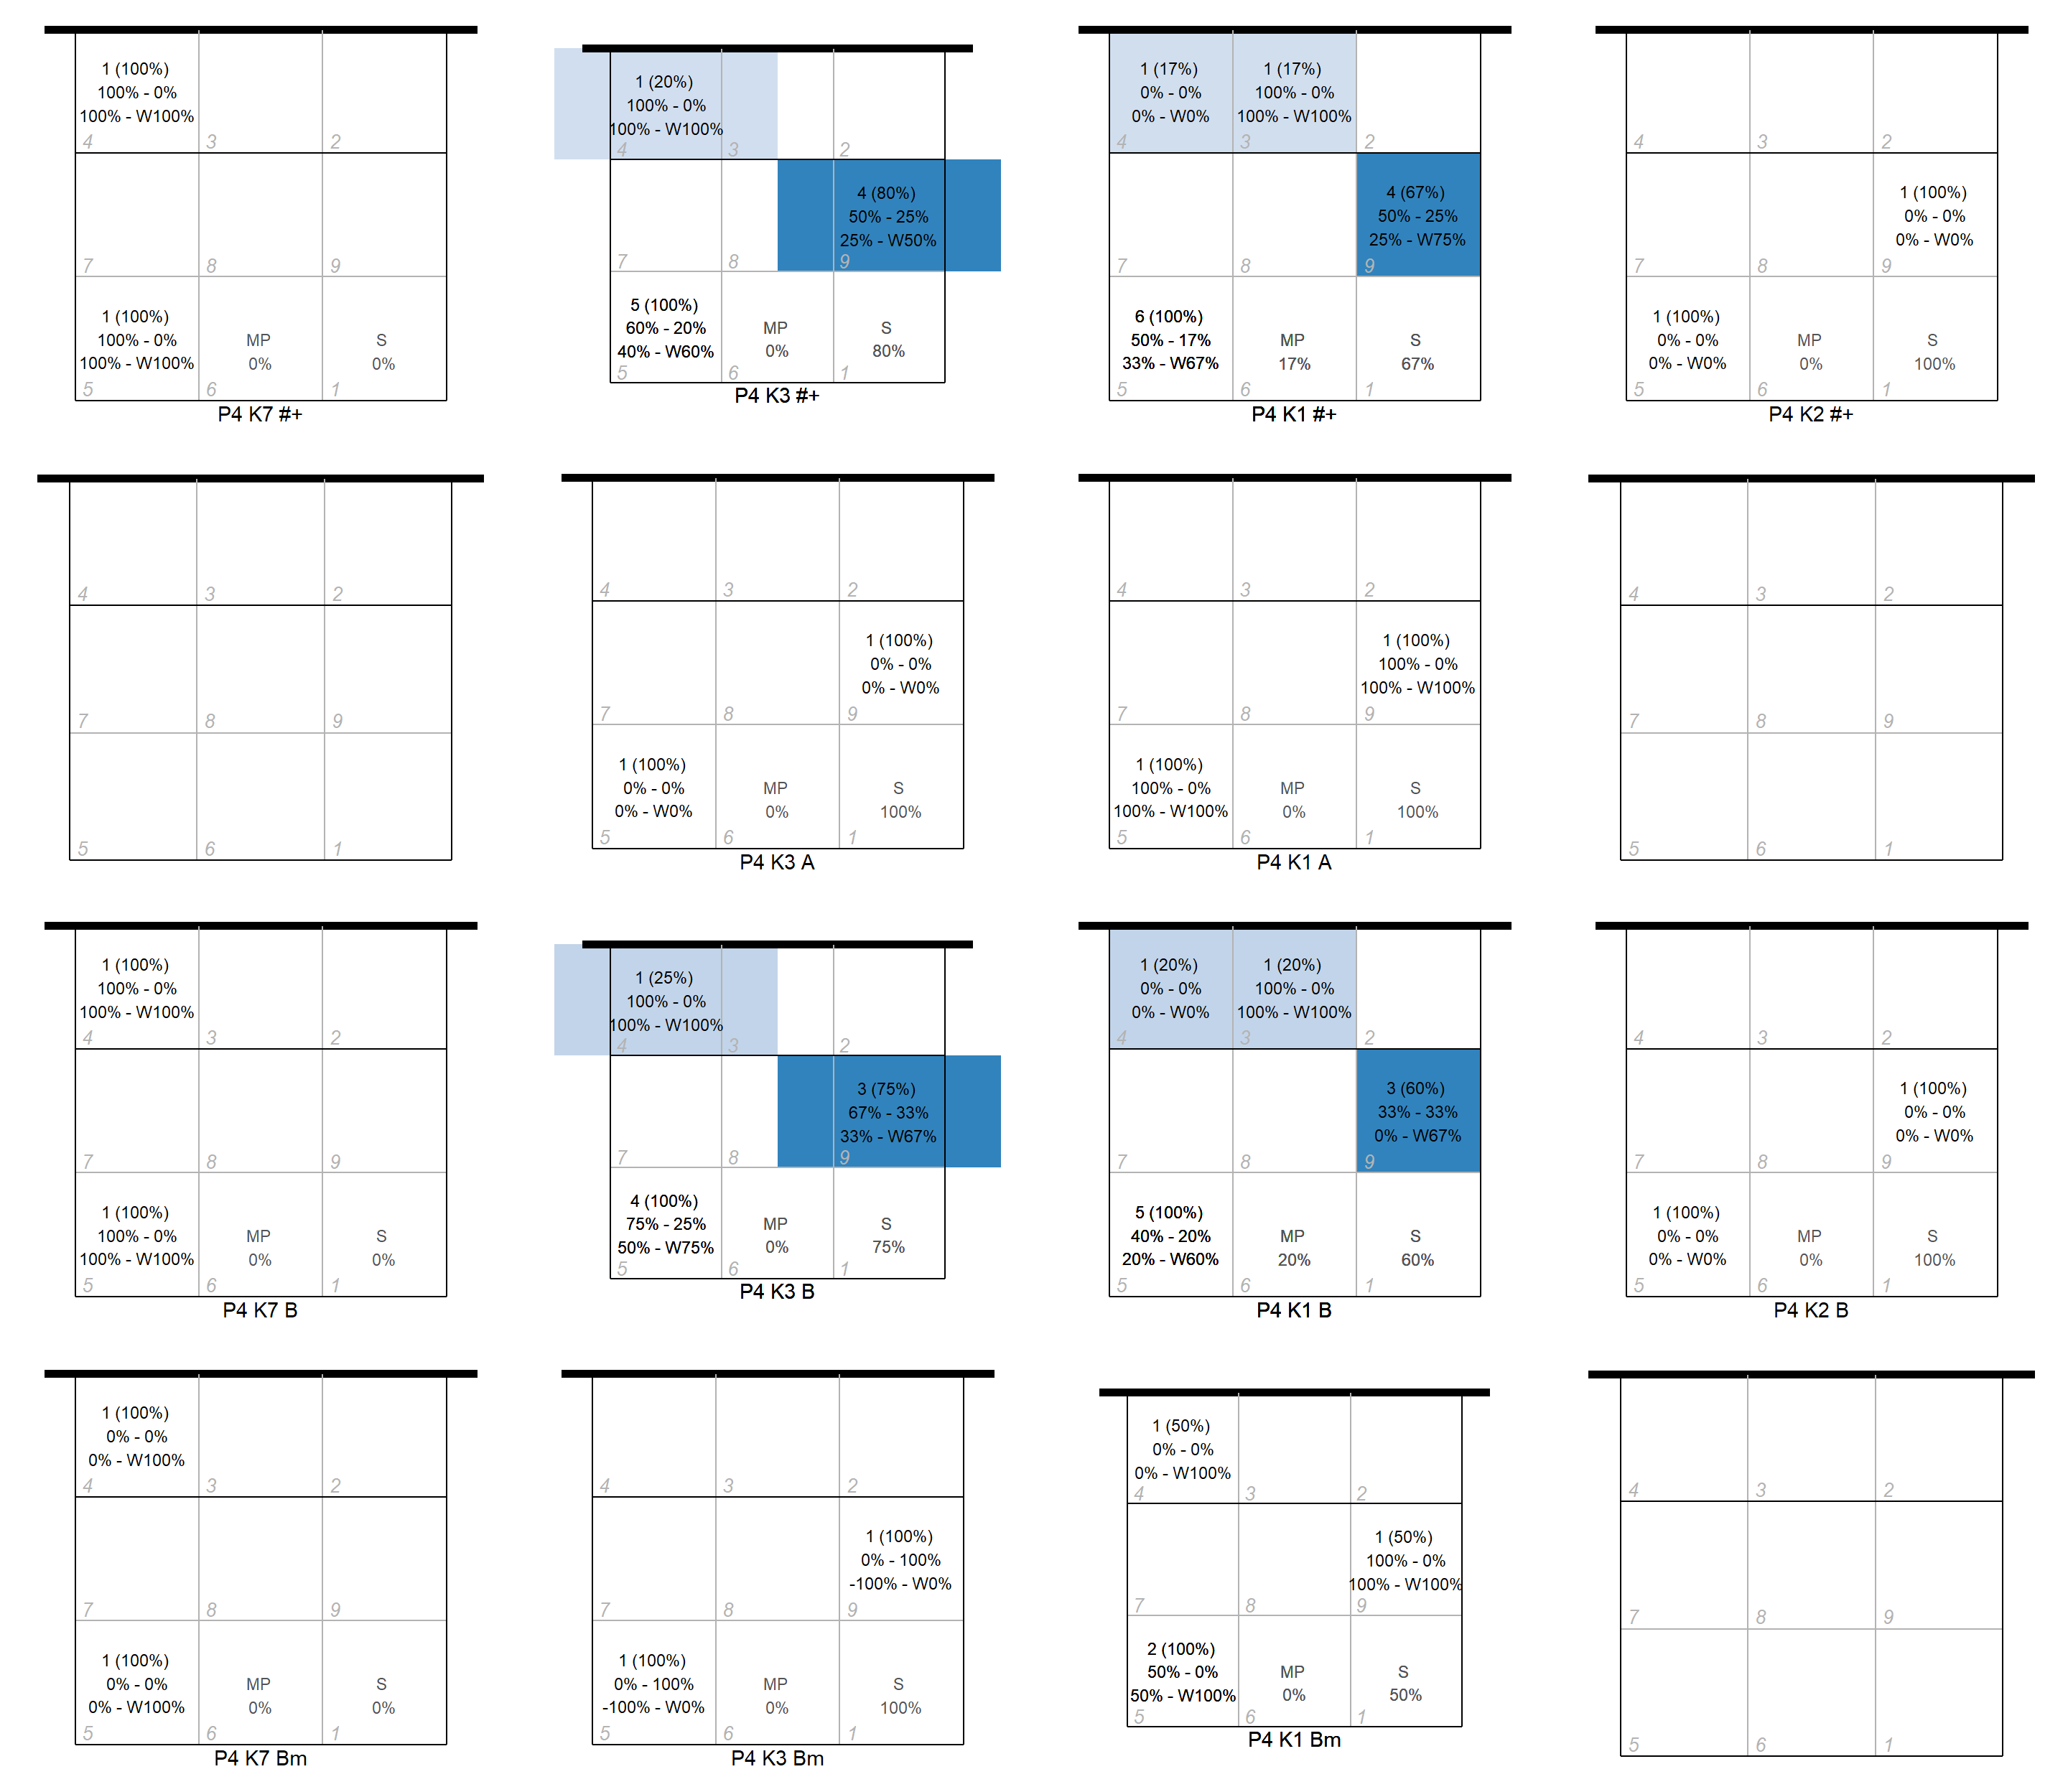 1 (100%)
100% - 0%
100% - W100%
4
3
2
7
8
9
1 (100%)
100% - 0%
100% - W100%
MP
0%
S
0%
5
6
1
P4 K7 #+
1 (20%)
100% - 0%
100% - W100%
4
3
2
4 (80%)
50% - 25%
25% - W50%
7
8
9
5 (100%)
60% - 20%
40% - W60%
MP
0%
S
80%
5
6
1
P4 K3 #+
1 (17%)
0% - 0%
0% - W0%
1 (17%)
100% - 0%
100% - W100%
4
3
2
4 (67%)
50% - 25%
25% - W75%
7
8
9
6 (100%)
50% - 17%
33% - W67%
MP
17%
S
67%
5
6
1
P4 K1 #+
4
3
2
1 (100%)
0% - 0%
0% - W0%
7
8
9
1 (100%)
0% - 0%
0% - W0%
MP
0%
S
100%
5
6
1
P4 K2 #+
4
3
2
7
8
9
5
6
1
4
3
2
1 (100%)
0% - 0%
0% - W0%
7
8
9
1 (100%)
0% - 0%
0% - W0%
MP
0%
S
100%
5
6
1
P4 K3 A
4
3
2
1 (100%)
100% - 0%
100% - W100%
7
8
9
1 (100%)
100% - 0%
100% - W100%
MP
0%
S
100%
5
6
1
P4 K1 A
4
3
2
7
8
9
5
6
1
1 (100%)
100% - 0%
100% - W100%
4
3
2
7
8
9
1 (100%)
100% - 0%
100% - W100%
MP
0%
S
0%
5
6
1
P4 K7 B
1 (25%)
100% - 0%
100% - W100%
4
3
2
3 (75%)
67% - 33%
33% - W67%
7
8
9
4 (100%)
75% - 25%
50% - W75%
MP
0%
S
75%
5
6
1
P4 K3 B
1 (20%)
0% - 0%
0% - W0%
1 (20%)
100% - 0%
100% - W100%
4
3
2
3 (60%)
33% - 33%
0% - W67%
7
8
9
5 (100%)
40% - 20%
20% - W60%
MP
20%
S
60%
5
6
1
P4 K1 B
4
3
2
1 (100%)
0% - 0%
0% - W0%
7
8
9
1 (100%)
0% - 0%
0% - W0%
MP
0%
S
100%
5
6
1
P4 K2 B
1 (100%)
0% - 0%
0% - W100%
4
3
2
7
8
9
1 (100%)
0% - 0%
0% - W100%
MP
0%
S
0%
5
6
1
P4 K7 Bm
4
3
2
1 (100%)
0% - 100%
-100% - W0%
7
8
9
1 (100%)
0% - 100%
-100% - W0%
MP
0%
S
100%
5
6
1
P4 K3 Bm
1 (50%)
0% - 0%
0% - W100%
4
3
2
1 (50%)
100% - 0%
100% - W100%
7
8
9
2 (100%)
50% - 0%
50% - W100%
MP
0%
S
50%
5
6
1
P4 K1 Bm
4
3
2
7
8
9
5
6
1